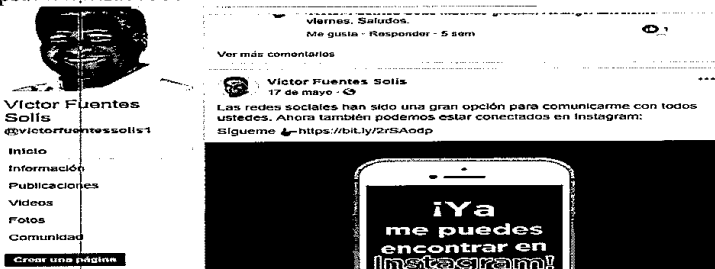 viernes. Saludos.
Me gusta - Responder - 5 sem
1
Ver más comentarios
Víctor Fuentes Solís
17 de mayo
Las redes sociales han sido una gran opción para comunicarme con todos
ustedes. Ahora también podemos estar conectados en Instagram:
Sígueme https://bit.ly/2rSAodp
¡Ya
me puedes
encontrar en
Instagram!
Víctor Fuentes
Solís
@victorfuentessolis1
Inicio
Información
Publicaciones
Videos
Fotos
Comunidad
Crear una página